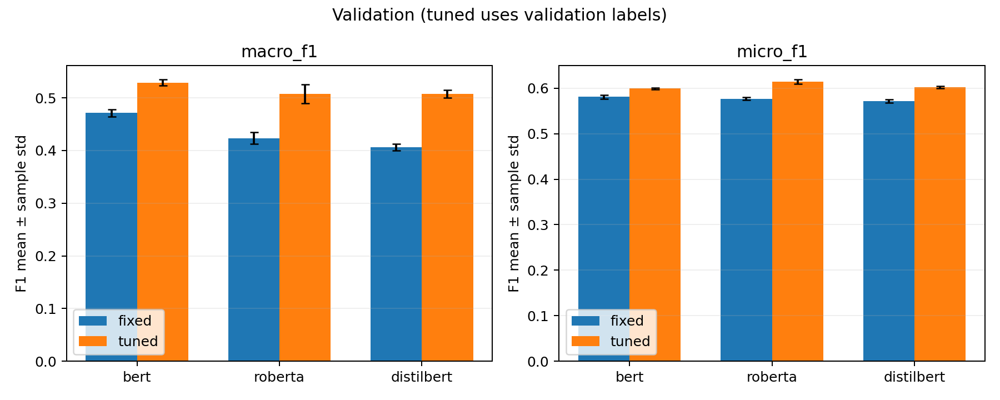 Validation (tuned uses validation labels)
macro_f1
F1 mean ± sample std
0.5
0.4
0.3
0.2
0.1
0.0
fixed
tuned
bert
roberta
distilbert
micro_f1
F1 mean ± sample std
0.6
0.5
0.4
0.3
0.2
0.1
0.0
fixed
tuned
bert
roberta
distilbert